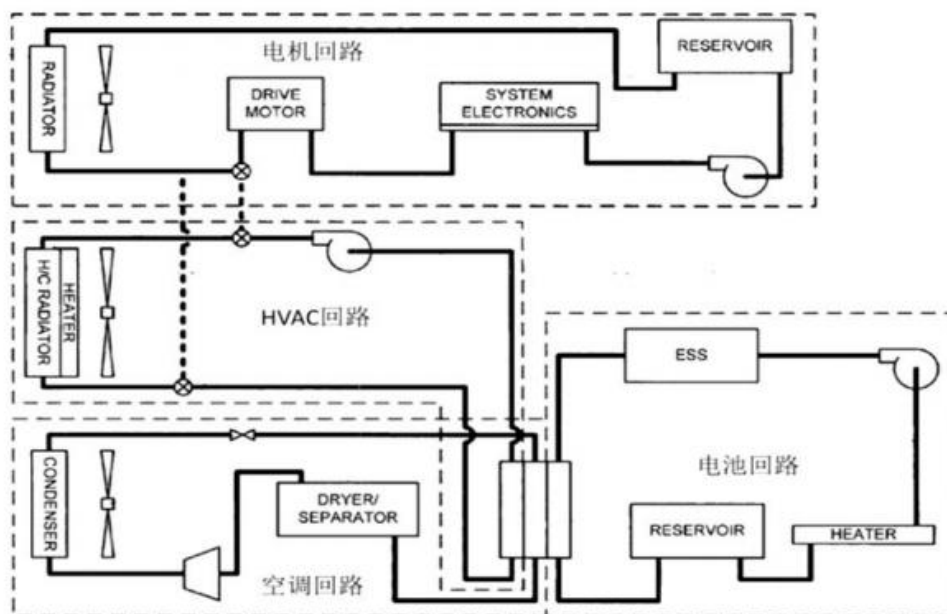 电机回路
RESERVOIR
RADIATOR
DRIVE
MOTOR
SYSTEM
ELECTRONICS
HEATER
H/C RADIATOR
HVAC回路
ESS
CONDENSER
DRYER/
SEPARATOR
空调回路
电池回路
RESERVOIR
HEATER